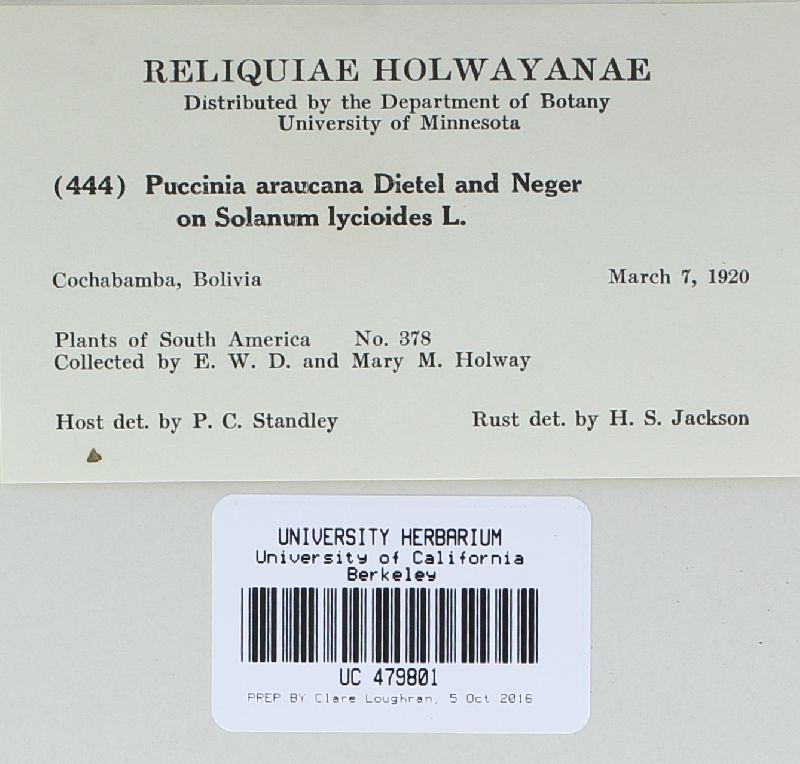 RELIQUIAE HOLWAYANAE
Distributed by the Department of Botany
University of Minnesota
(444) Puccinia araucana Dietel and Neger
on Solanum lycioides L.
Cochabamba, Bolivia March 7, 1920
Plants of South America No. 378
Collected by E. W. D. and Mary M. Holway
Host det. by P. C. Standley Rust det. by H. S. Jackson
UNIVERSITY HERBARIUM
University of California
Berkeley
UC 479801
PREP BY Clare Loughran, 5 Oct 2016